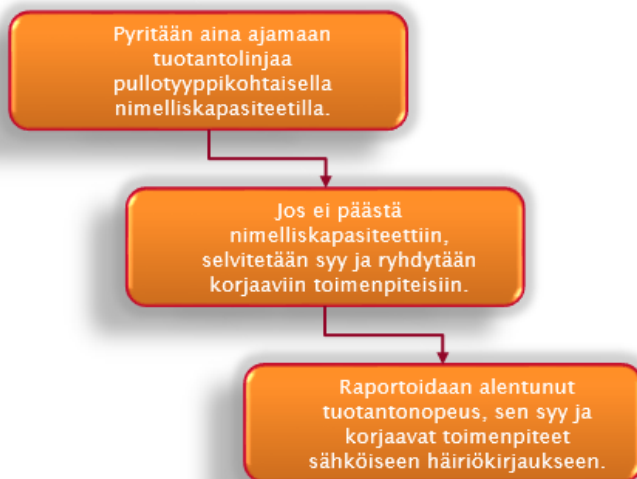 Pyritään aina ajamaan
tuotantolinjaa
pullotyyppikohtaisella
nimelliskapasiteetilla.
Jos ei päästä
nimelliskapasiteettiin,
selvitetään syy ja ryhdytään
korjaaviin toimenpiteisiin.
Raportoidaan alentunut
tuotantonopeus, sen syy ja
korjaavat toimenpiteet
sähköiseen häiriökirjaukseen.